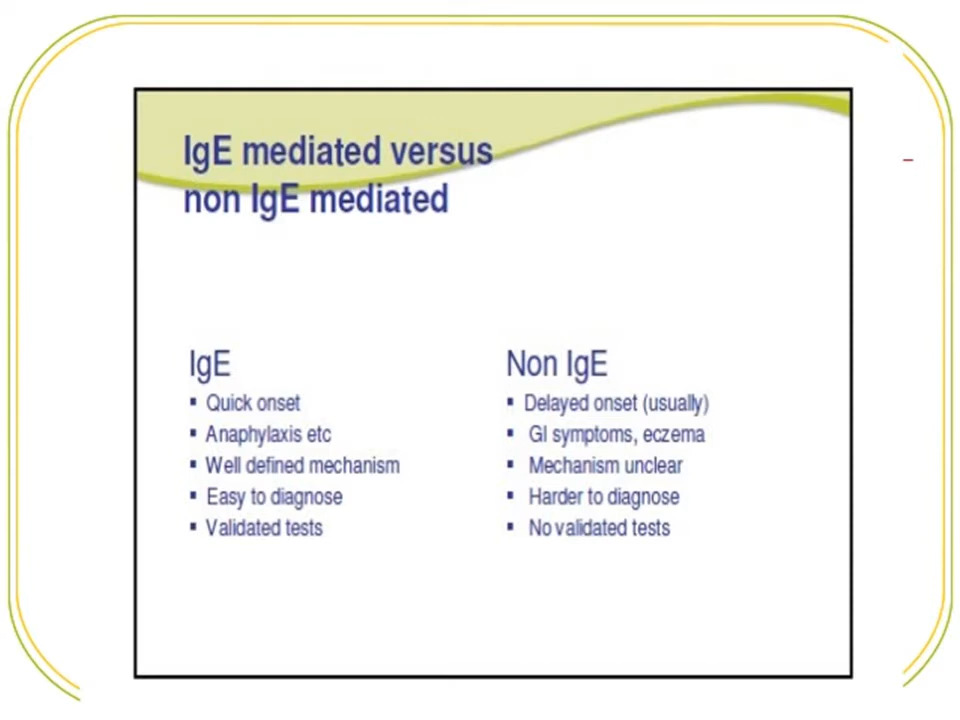 IgE mediated versus
non IgE mediated
IgE
▪ Quick onset
▪ Anaphylaxis etc
▪ Well defined mechanism
▪ Easy to diagnose
▪ Validated tests
Non IgE
▪ Delayed onset (usually)
▪ GI symptoms, eczema
▪ Mechanism unclear
▪ Harder to diagnose
▪ No validated tests